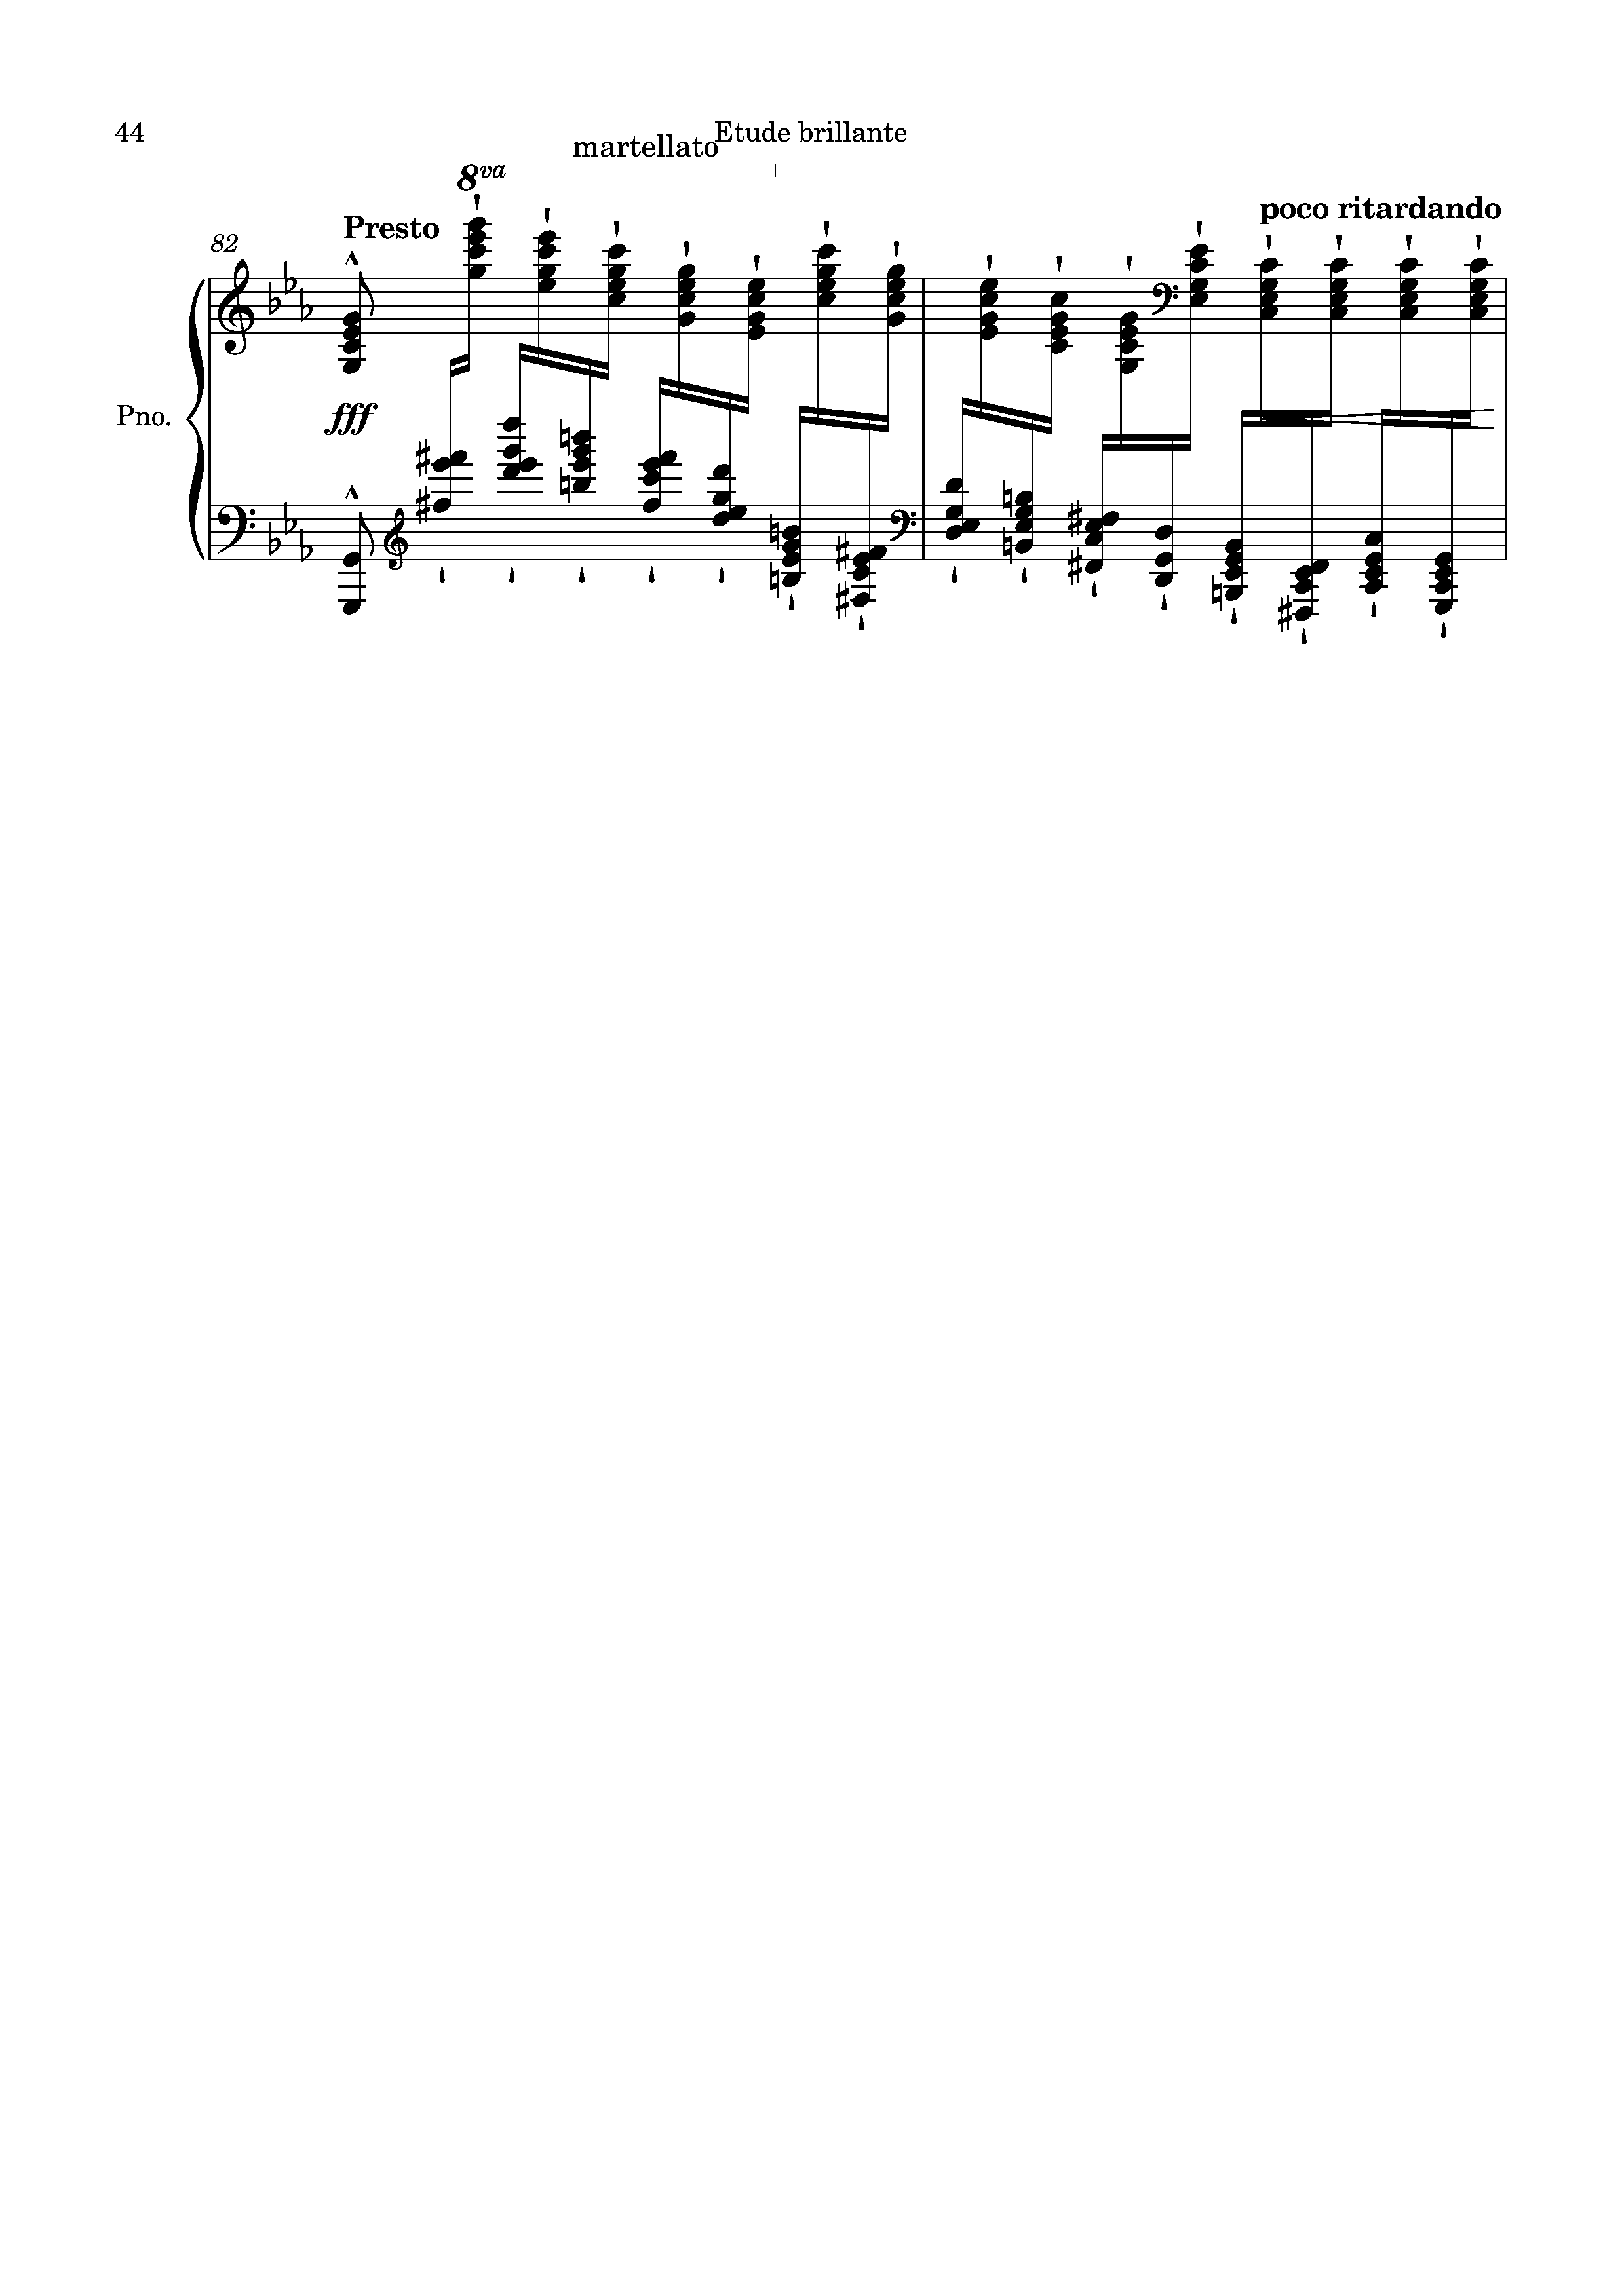 44 Etude brillante
martellato
8va
Presto
poco ritardando
82
Pno.
fff